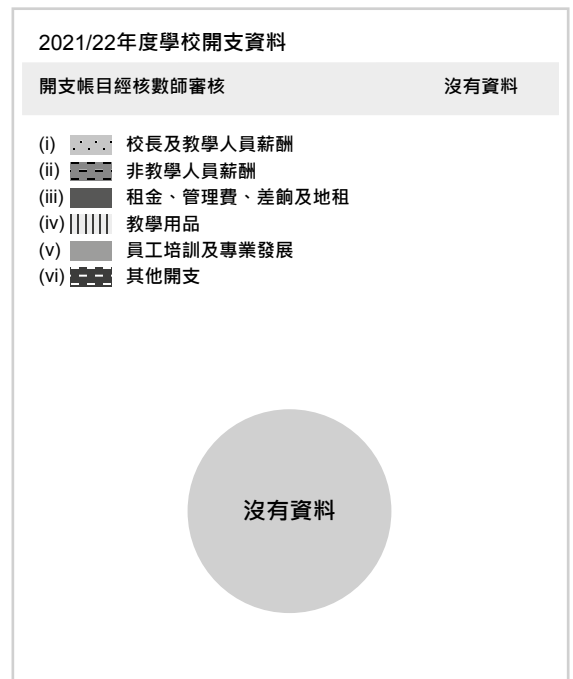 2021/22年度學校開支資料
開支帳目經核數師審核 沒有資料
(i) 校長及教學人員薪酬
(ii) 非教學人員薪酬
(iii) 租金、管理費、差餉及地租
(iv) 教學用品
(v) 員工培訓及專業發展
(vi) 其他開支
沒有資料